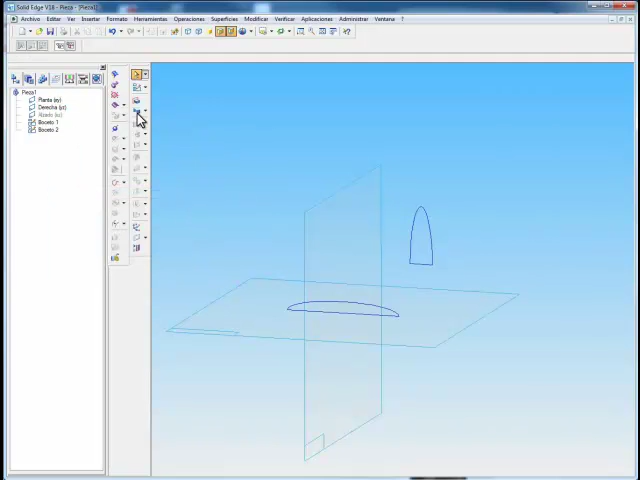 Solid Edge V18 - Pieza - [Pieza1]
Archivo Editar Ver Insertar Formato Herramientas Operaciones Superficies Modificar Verificar Aplicaciones Administrar Ventana ?
Pieza1
Planta (xy)
Derecha (yz)
Alzado (xz)
Boceto 1
Boceto 2